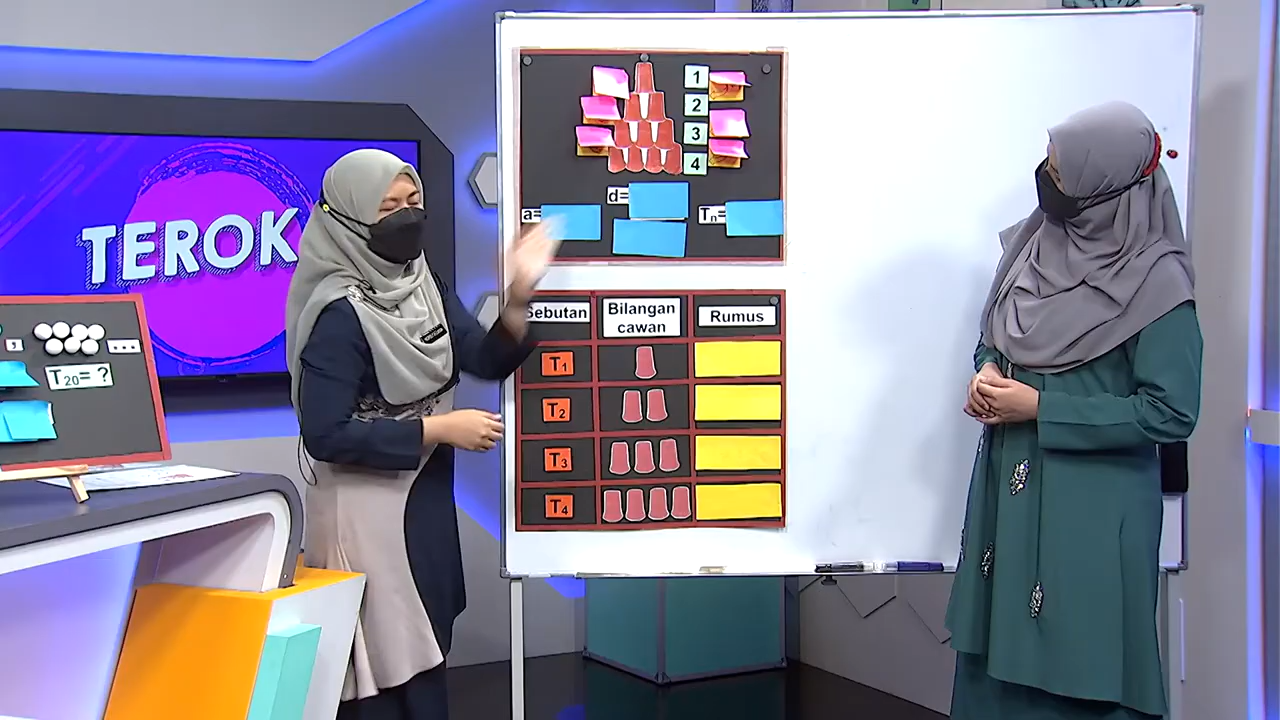 TEROK
,
...
T20= ?
1
2
3
4
d=
a=
Tn=
Sebutan
Bilangan
cawan
Rumus
T1
T2
T3
T4